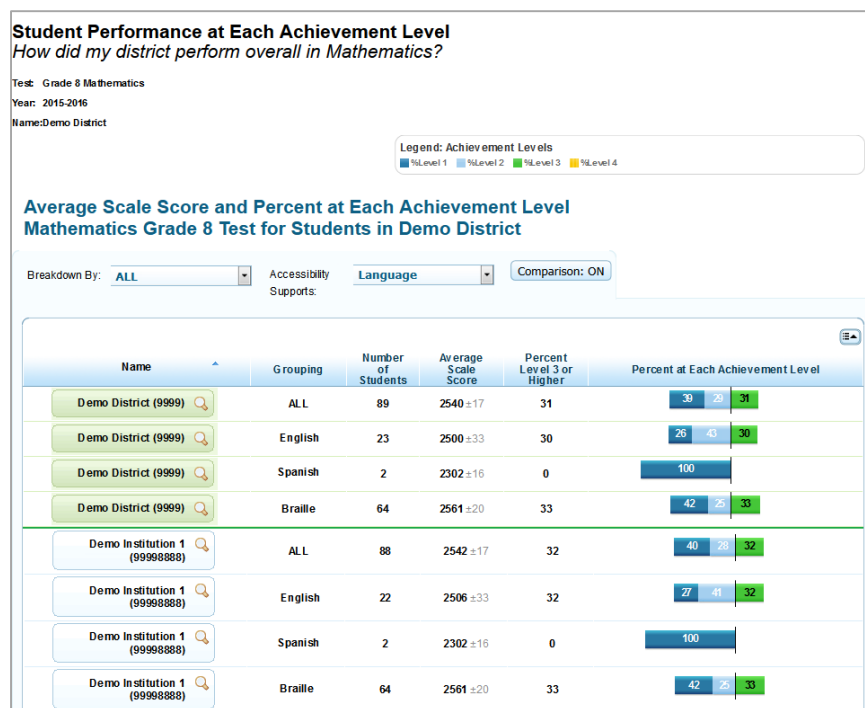 Student Performance at Each Achievement Level
How did my district perform overall in Mathematics?
Test: Grade 8 Mathematics
Year: 2015-2016
Name:Demo District
Legend: Achievement Levels
%Level 1 %Level 2 %Level 3 %Level 4
Average Scale Score and Percent at Each Achievement Level
Mathematics Grade 8 Test for Students in Demo District
Breakdown By: ALL Accessibility Supports: Language Comparison: ON
Name Grouping Number of Students Average Scale Score Percent Level 3 or Higher Percent at Each Achievement Level
Demo District (9999) ALL 89 2540 ±17 31 39 29 31
Demo District (9999) English 23 2500 ±33 30 26 43 30
Demo District (9999) Spanish 2 2302 ±16 0 100
Demo District (9999) Braille 64 2561 ±20 33 42 25 33
Demo Institution 1 (99998888) ALL 88 2542 ±17 32 40 28 32
Demo Institution 1 (99998888) English 22 2506 ±33 32 27 41 32
Demo Institution 1 (99998888) Spanish 2 2302 ±16 0 100
Demo Institution 1 (99998888) Braille 64 2561 ±20 33 42 25 33